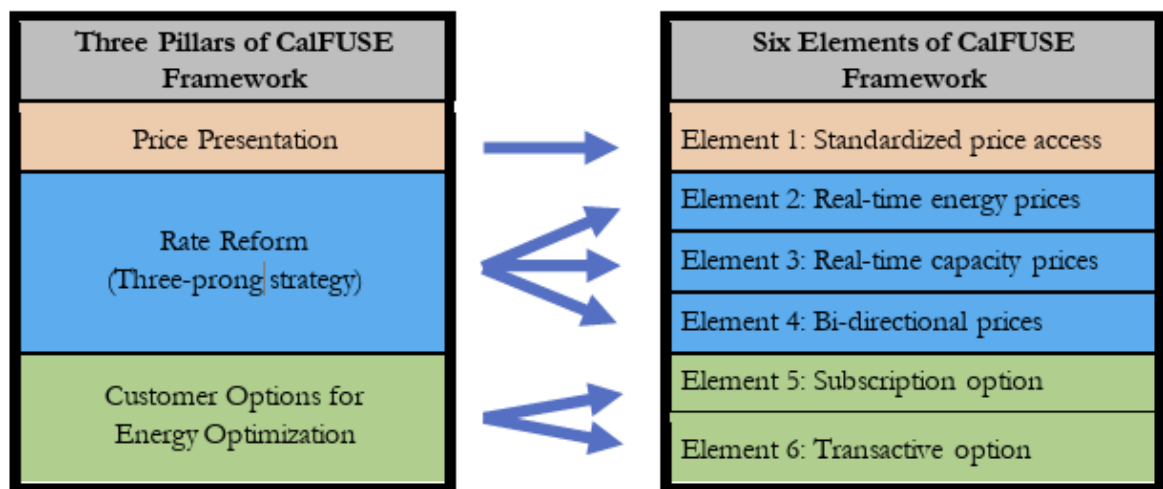 Three Pillars of CalFUSE
Framework
Price Presentation
Rate Reform
(Three-prong strategy)
Customer Options for
Energy Optimization
Six Elements of CalFUSE
Framework
Element 1: Standardized price access
Element 2: Real-time energy prices
Element 3: Real-time capacity prices
Element 4: Bi-directional prices
Element 5: Subscription option
Element 6: Transactive option